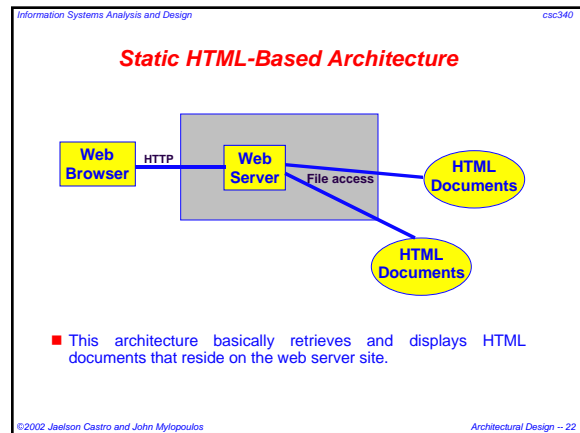 Information Systems Analysis and Design csc340
Static HTML-Based Architecture
Web
Browser
HTTP
Web
Server
File access
HTML
Documents
HTML
Documents
This architecture basically retrieves and displays HTML
documents that reside on the web server site.
©2002 Jaelson Castro and John Mylopoulos Architectural Design -- 22